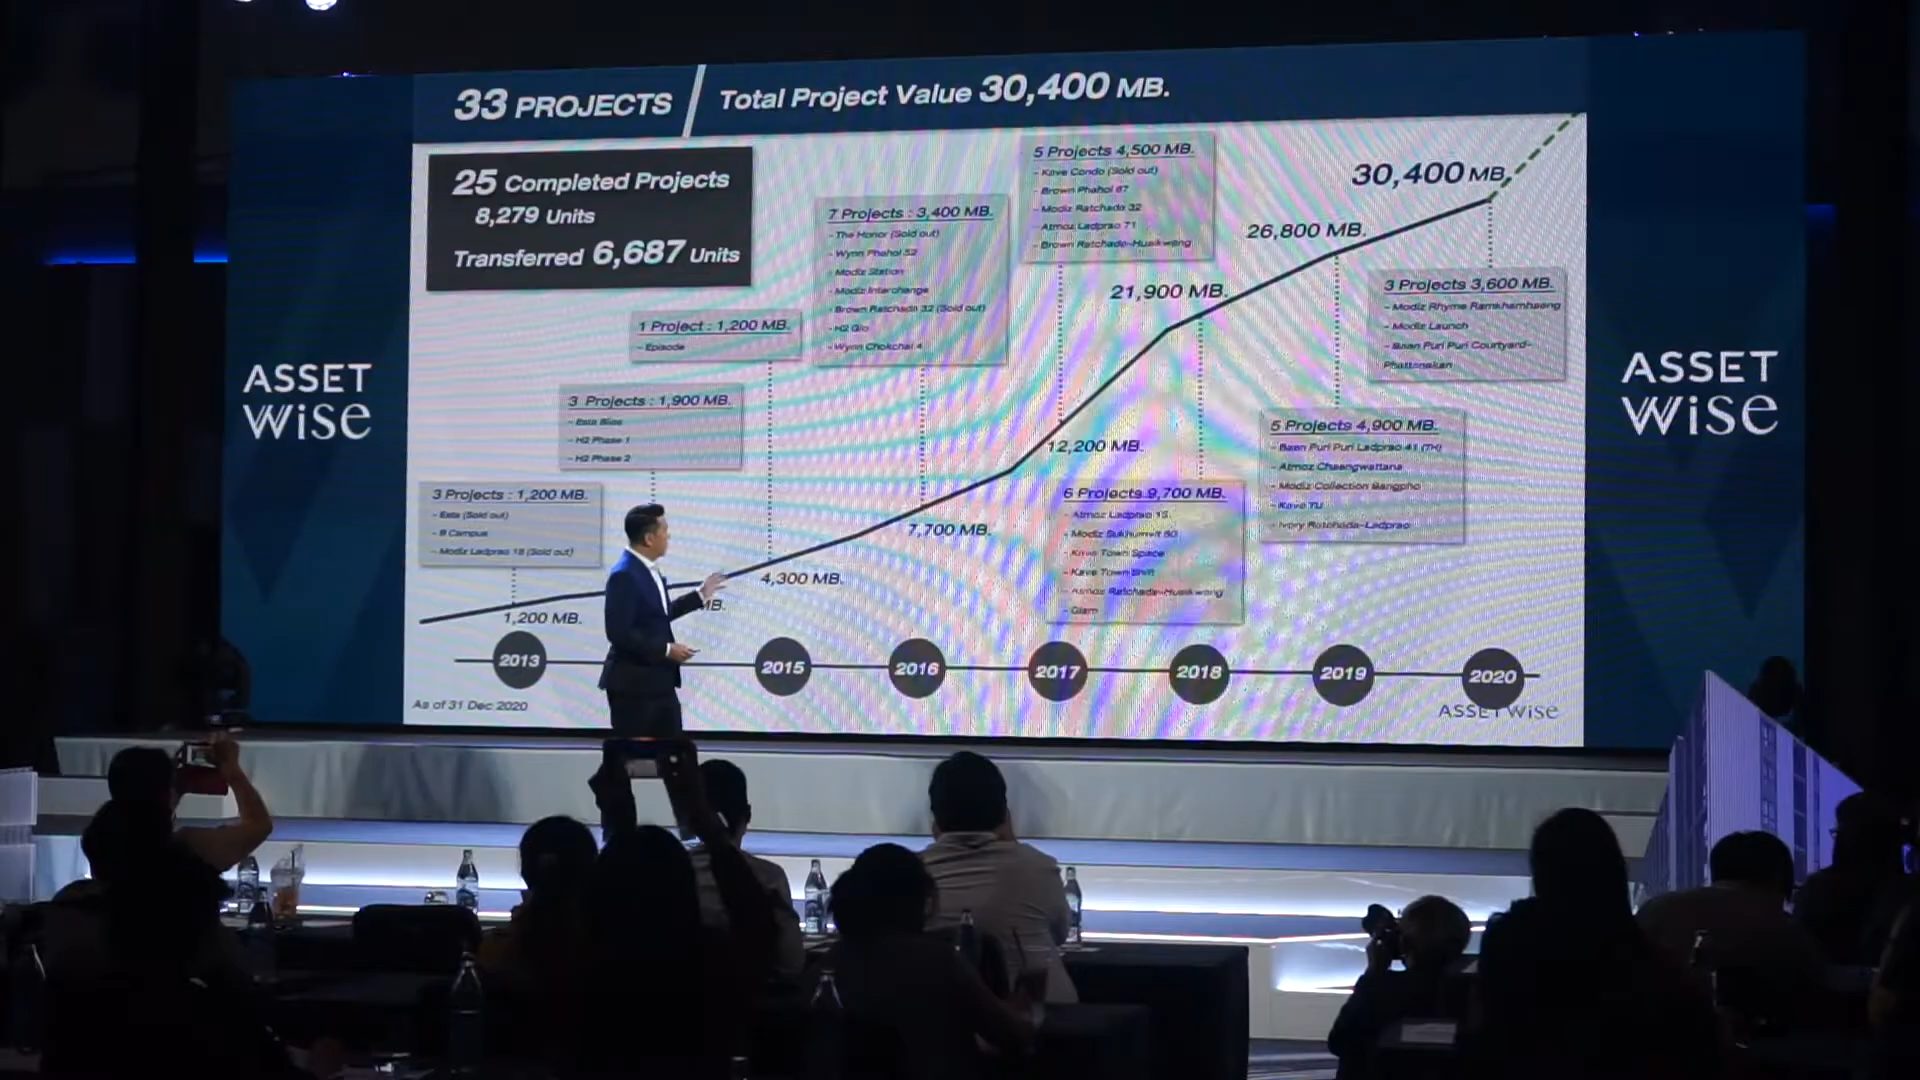 33 PROJECTS
Total Project Value 30,400 MB.
25 Completed Projects
8,279 Units
Transferred 6,687 Units
3 Projects : 1,200 MB.
- Esta (Sold out)
- B Campus
- Modiz Ladprao 18 (Sold out)
3 Projects : 1,900 MB.
- Esta Bliss
- H2 Phase 1
- H2 Phase 2
1 Project : 1,200 MB.
- Episode
7 Projects : 3,400 MB.
- The Honor (Sold out)
- Wynn Phahol 52
- Modiz Station
- Modiz Interchange
- Brown Ratchada 32 (Sold out)
- H2 Glo
- Wynn Chokchai 4
5 Projects 4,500 MB.
- Kave Condo (Sold out)
- Brown Phahol 67
- Modiz Ratchada 32
- Atmoz Ladprao 71
- Brown Ratchada-Huaikwang
6 Projects 9,700 MB.
- Atmoz Ladprao 15
- Modiz Sukhumvit 50
- Kave Town Space
- Kave Town Shift
- Atmoz Ratchada-Huaikwang
- Glam
5 Projects 4,900 MB.
- Baan Puri Puri Ladprao 41 (TH)
- Atmoz Chaengwattana
- Modiz Collection Bangpho
- Kave TU
- Ivory Ratchada-Ladprao
3 Projects 3,600 MB.
- Modiz Rhyme Ramkhamhaeng
- Modiz Launch
- Baan Puri Puri Courtyard-
Phattanakan
1,200 MB.
MB.
4,300 MB.
7,700 MB.
12,200 MB.
21,900 MB.
26,800 MB.
30,400 MB.
2013
2015
2016
2017
2018
2019
2020
As of 31 Dec 2020
ASSETWiSE
ASSET
WiSE
ASSET
WiSE